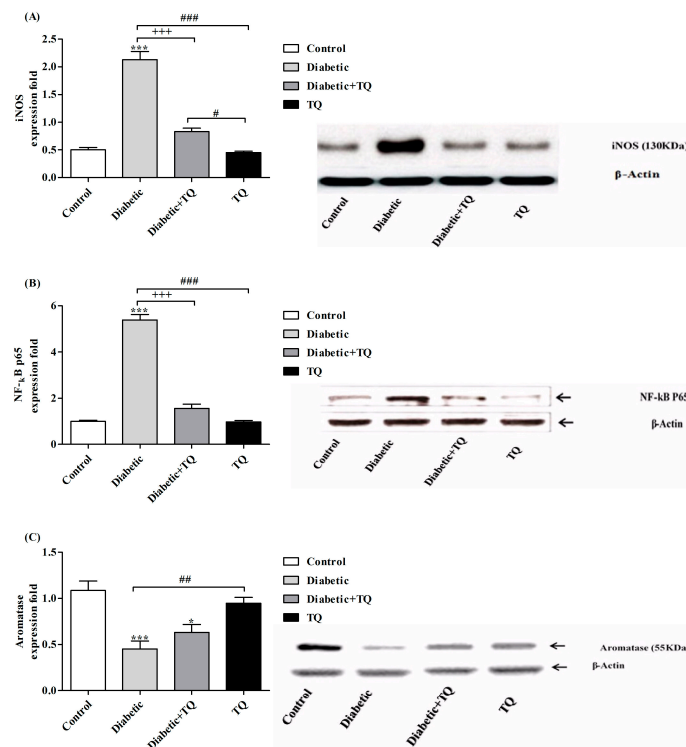 (A)
###
+++
***
#
iNOS
expression fold
2.5
2.0
1.5
1.0
0.5
0.0
Control
Diabetic
Diabetic+TQ
TQ
Control
Diabetic
Diabetic+TQ
TQ
iNOS (130KDa)
β-Actin
Control
Diabetic
Diabetic+TQ
TQ
(B)
###
+++
***
NF-kB p65
expression fold
6
4
2
0
Control
Diabetic
Diabetic+TQ
TQ
Control
Diabetic
Diabetic+TQ
TQ
NF-kB P65
β-Actin
Control
Diabetic
Diabetic+TQ
TQ
(C)
##
***
*
Aromatase
expression fold
1.5
1.0
0.5
0.0
Control
Diabetic
Diabetic+TQ
TQ
Control
Diabetic
Diabetic+TQ
TQ
Aromatase (55KDa)
β-Actin
Control
Diabetic
Diabetic+TQ
TQ